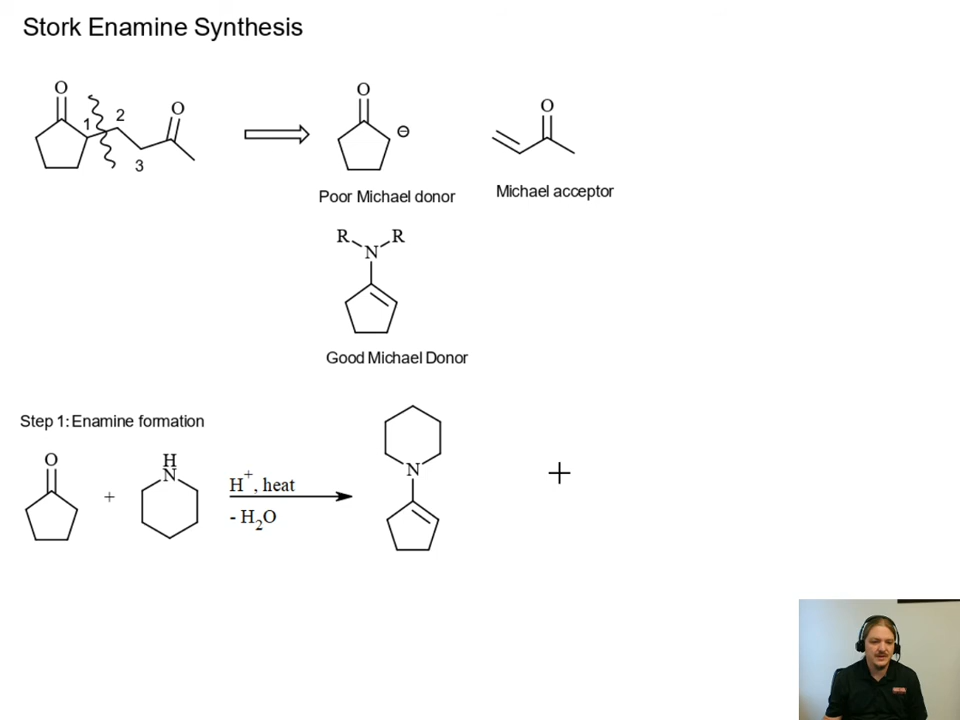 Stork Enamine Synthesis
O
O
1
2
3
O
⊖
O
Poor Michael donor
Michael acceptor
R
R
N
Good Michael Donor
Step 1: Enamine formation
O
+
H
N
H+, heat
- H2O
N
+